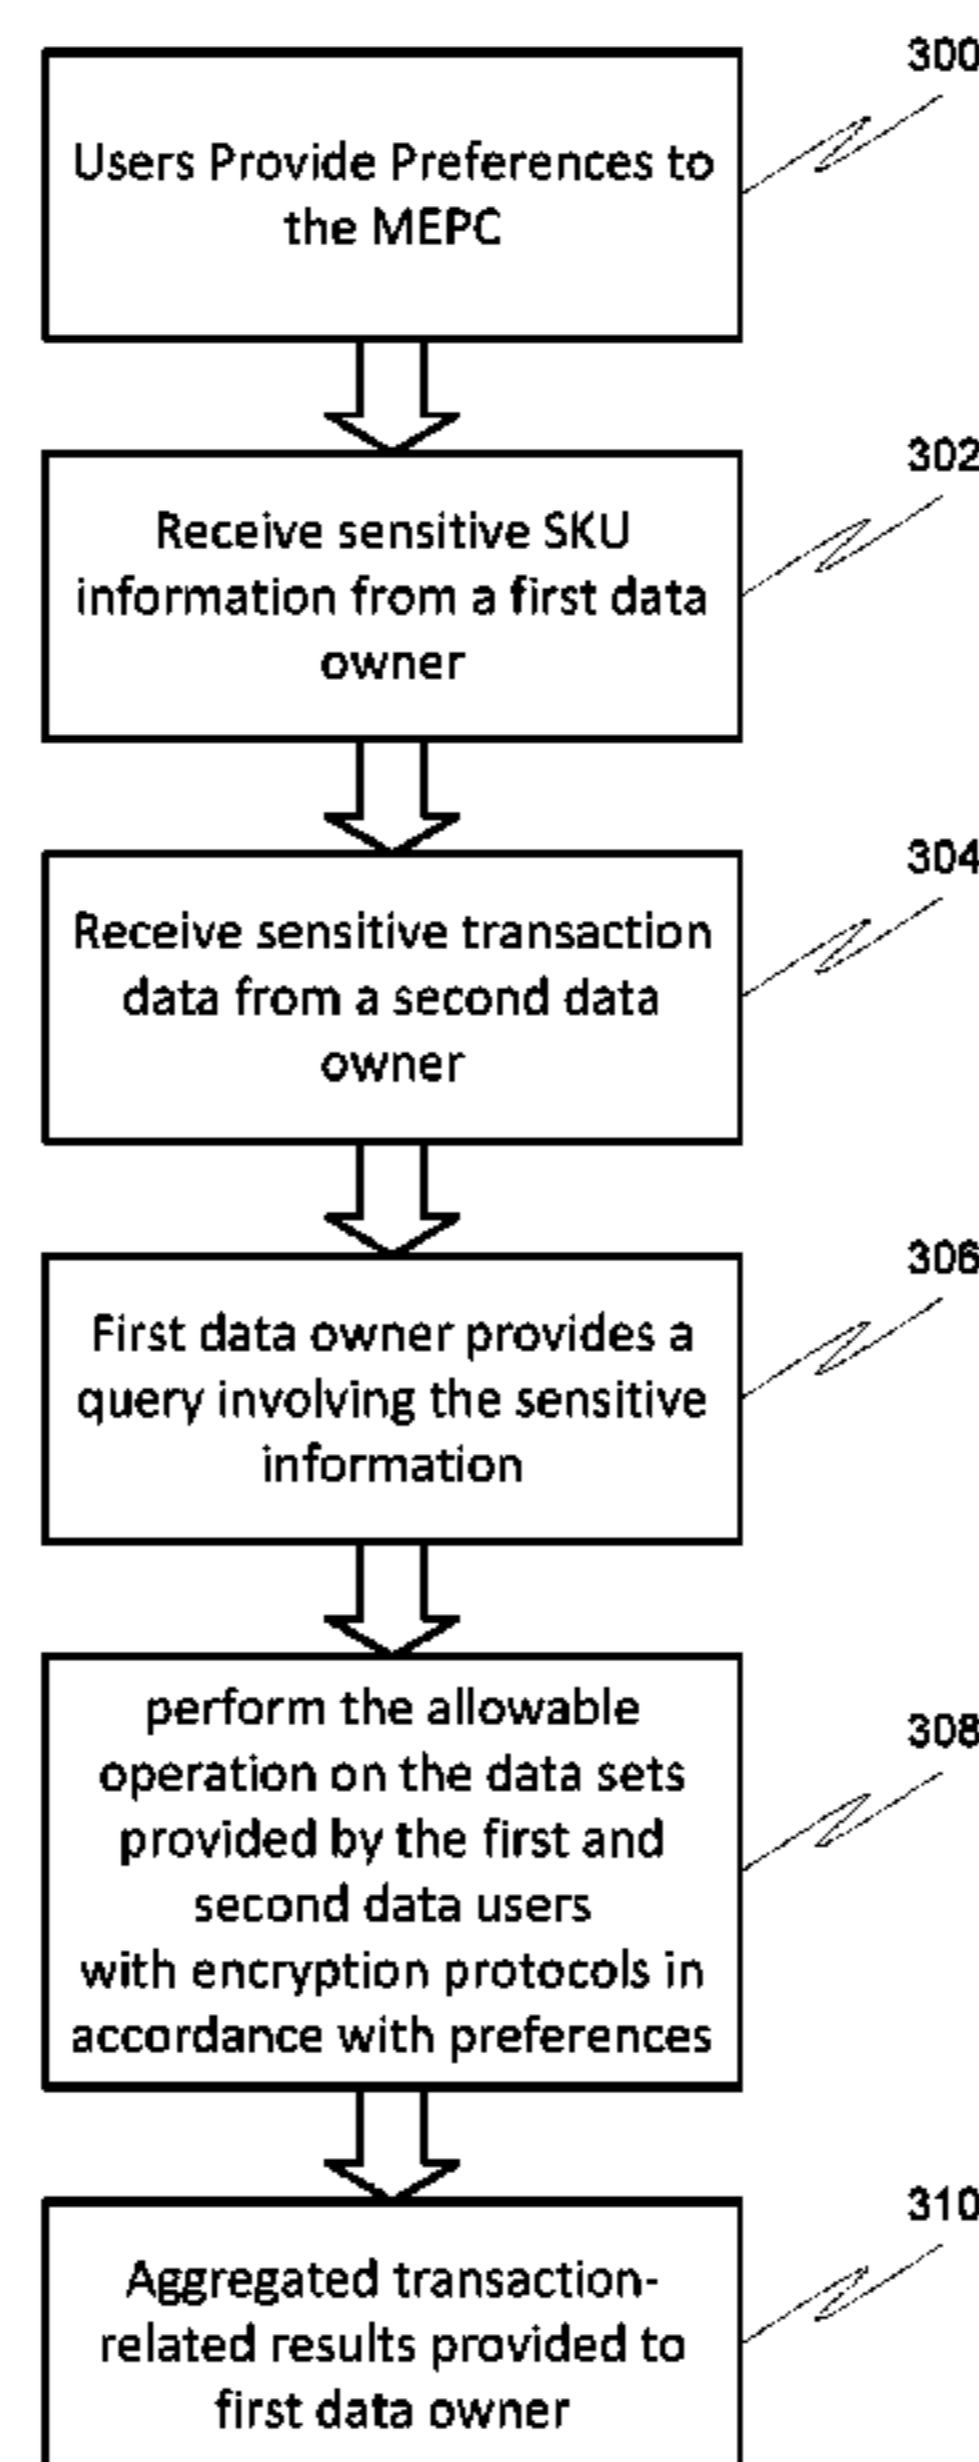 300
Users Provide Preferences to
the MEPC
302
Receive sensitive SKU
information from a first data
owner
304
Receive sensitive transaction
data from a second data
owner
306
First data owner provides a
query involving the sensitive
information
308
perform the allowable
operation on the data sets
provided by the first and
second data users
with encryption protocols in
accordance with preferences
310
Aggregated transaction-
related results provided to
first data owner